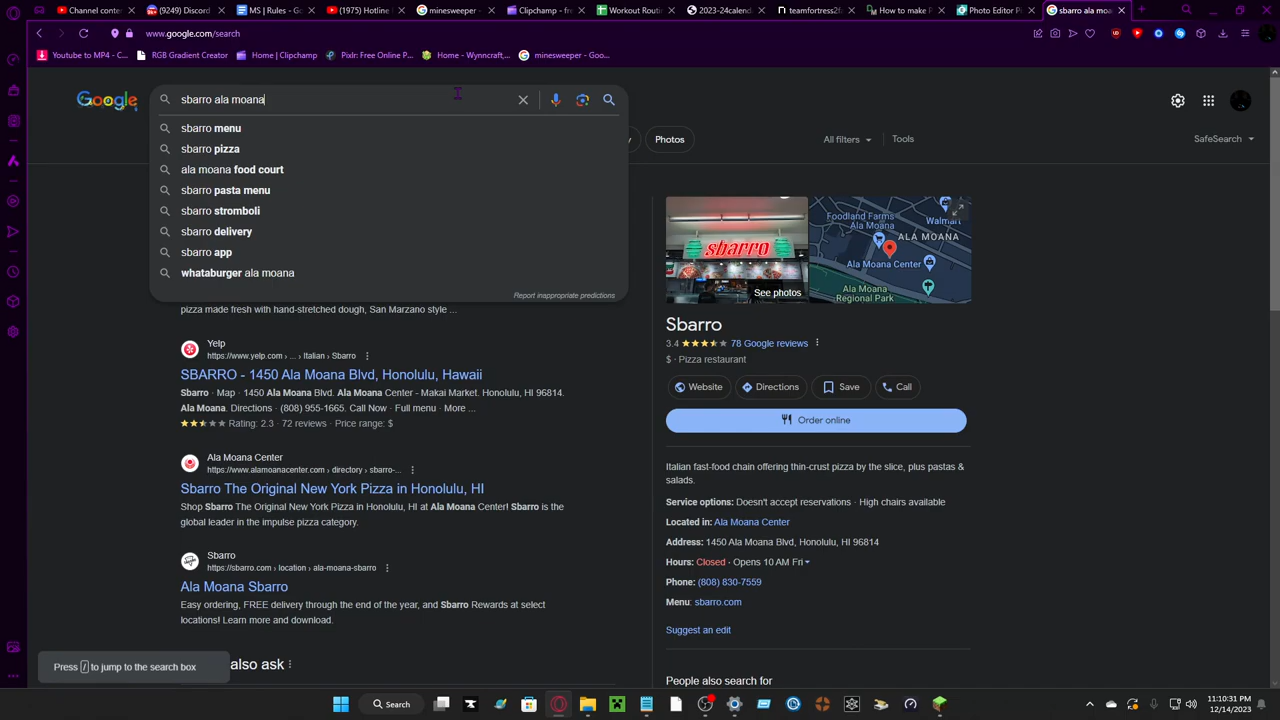 Channel content
(9249) Discord
MS | Rules - Goo
(1975) Hotline
minesweeper -
Clipchamp - fre
Workout Rout
2023-24calend
teamfortress2
How to make P
Photo Editor P
sbarro ala moa
www.google.com/search
Youtube to MP4 - C...
RGB Gradient Creator
Home | Clipchamp
Pixlr: Free Online P...
Home - Wynncraft,...
minesweeper - Goo...
Google
sbarro ala moana
Photos
All filters
Tools
SafeSearch
sbarro menu
sbarro pizza
ala moana food court
sbarro pasta menu
sbarro stromboli
sbarro delivery
sbarro app
whataburger ala moana
Report inappropriate predictions
pizza made fresh with hand-stretched dough, San Marzano style ...
Yelp
https://www.yelp.com › ... › Italian › Sbarro
SBARRO - 1450 Ala Moana Blvd, Honolulu, Hawaii
Sbarro · Map · 1450 Ala Moana Blvd. Ala Moana Center - Makai Market. Honolulu, HI 96814.
Ala Moana. Directions · (808) 955-1665. Call Now · Full menu · More ...
Rating: 2.3 · 72 reviews · Price range: $
Ala Moana Center
https://www.alamoanacenter.com › directory › sbarro-...
Sbarro The Original New York Pizza in Honolulu, HI
Shop Sbarro The Original New York Pizza in Honolulu, HI at Ala Moana Center! Sbarro is the
global leader in the impulse pizza category.
Sbarro
https://sbarro.com › location › ala-moana-sbarro
Ala Moana Sbarro
Easy ordering, FREE delivery through the end of the year, and Sbarro Rewards at select
locations! Learn more and download.
also ask
Press / to jump to the search box
sbarro
See photos
Foodland Farms
Ala Moana
Walmart
ALA MOANA
Ala Moana Center
Ala Moana
Regional Park
Sbarro
3.4
78 Google reviews
$ · Pizza restaurant
Website
Directions
Save
Call
Order online
Italian fast-food chain offering thin-crust pizza by the slice, plus pastas &
salads.
Service options: Doesn't accept reservations · High chairs available
Located in: Ala Moana Center
Address: 1450 Ala Moana Blvd, Honolulu, HI 96814
Hours: Closed · Opens 10 AM Fri
Phone: (808) 830-7559
Menu: sbarro.com
Suggest an edit
People also search for
Search
11:10:31 PM
12/14/2023